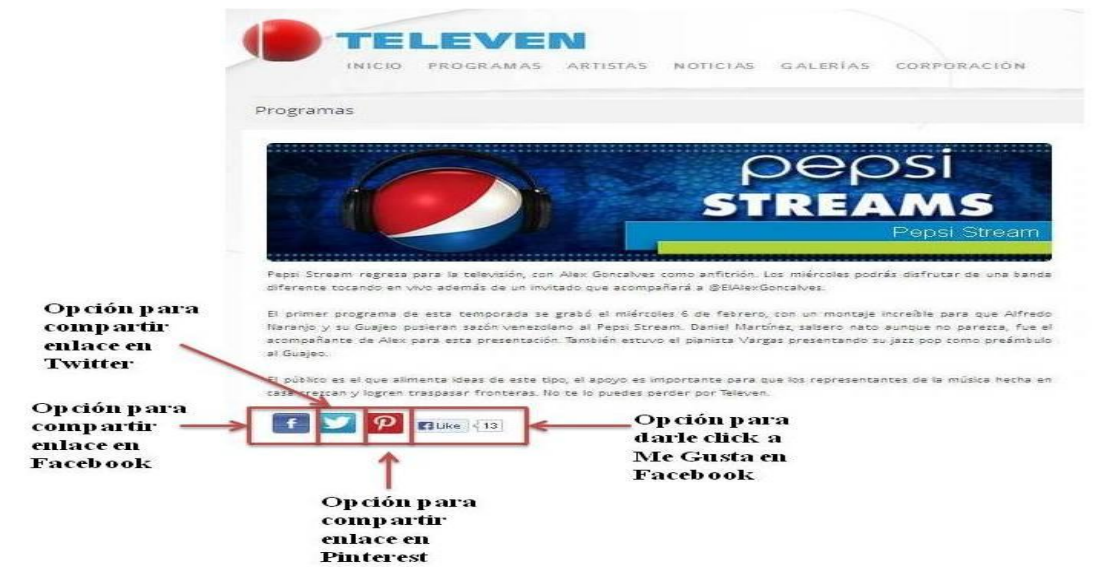 TELEVEN
INICIO PROGRAMAS ARTISTAS NOTICIAS GALERÍAS CORPORACIÓN
Programas
pepsi
STREAMS
Pepsi Stream
Pepsi Stream regresa para la televisión, con Alex Goncalves como anfitrión. Los miércoles podrás disfrutar de una banda
diferente tocando en vivo además de un invitado que acompañará a @ElAlexGoncalves.
El primer programa de esta temporada se grabó el miércoles 6 de febrero, con un montaje increíble para que Alfredo
Naranjo y su Guajeo pusieran sazón venezolano al Pepsi Stream. Daniel Martínez, salsero nato aunque no parezca, fue el
acompañante de Alex para esta presentación. También estuvo el pianista Vargas presentando su jazz pop como preámbulo
al Guajeo.
El público es el que alimenta ideas de este tipo, el apoyo es importante para que los representantes de la música hecha en
casa crezcan y logren traspasar fronteras. No te lo puedes perder por Televen.
f
Like 13
Opción para
compartir
enlace en
Twitter
Opción para
compartir
enlace en
Facebook
Opción para
compartir
enlace en
Pinterest
Opción para
darle click a
Me Gusta en
Facebook